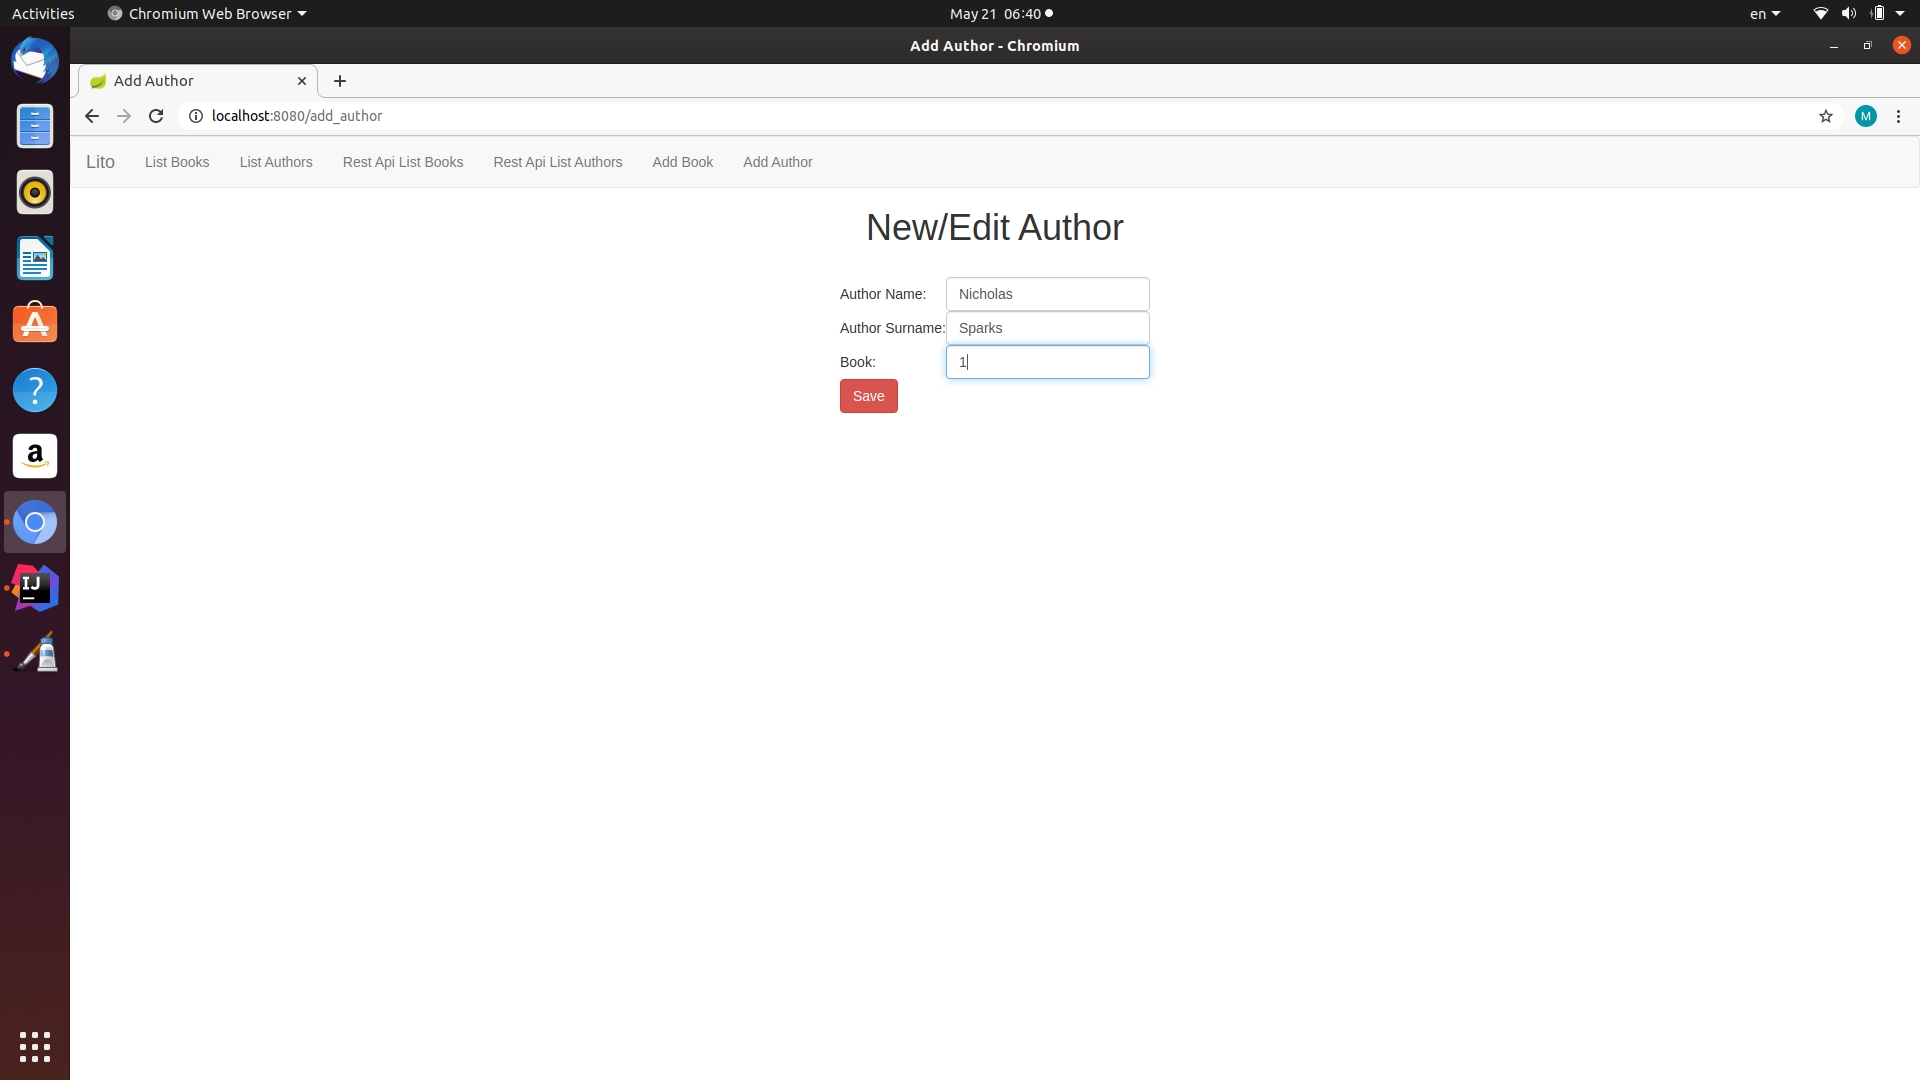 Activities Chromium Web Browser May 21 06:40 en
Add Author - Chromium
Add Author
localhost:8080/add_author M
Lito List Books List Authors Rest Api List Books Rest Api List Authors Add Book Add Author
New/Edit Author
Author Name: Nicholas
Author Surname: Sparks
Book: 1
Save
?
a
IJ